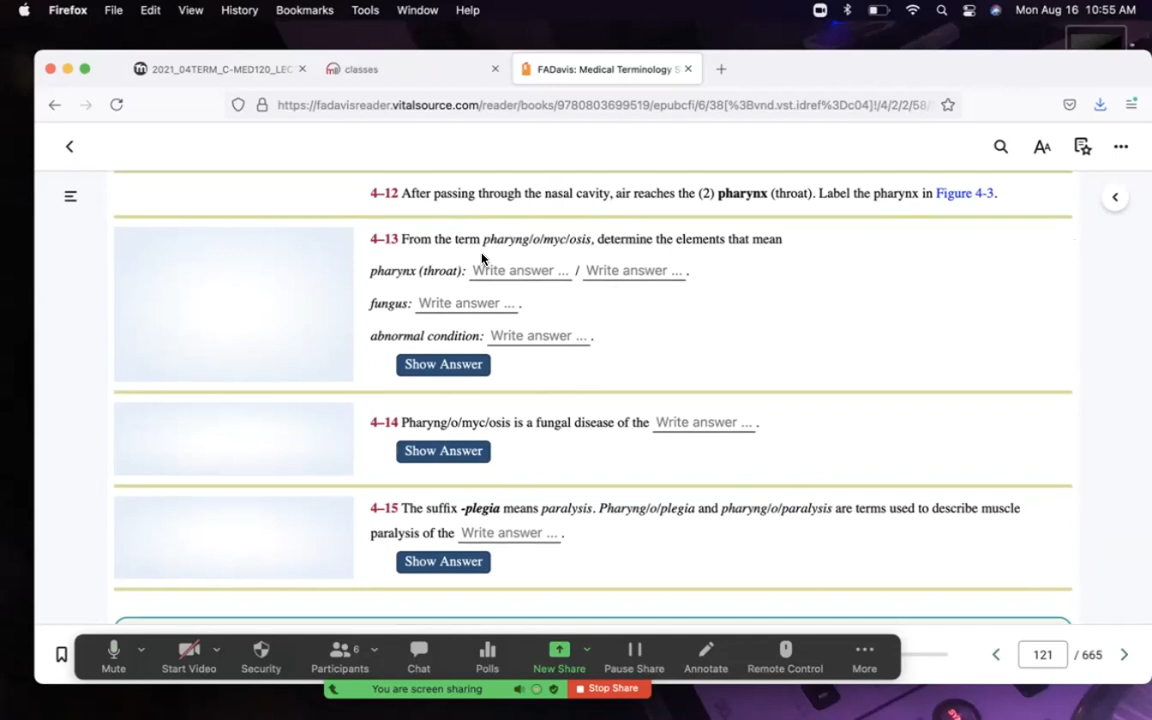 Firefox File Edit View History Bookmarks Tools Window Help Mon Aug 16 10:55 AM
2021_04TERM_C-MED120_LEC classes FADavis: Medical Terminology S
https://fadavisreader.vitalsource.com/reader/books/9780803699519/epubcfi/6/38[%3Bvnd.vst.idref%3Dc04]!/4/2/2/58/
AA
4–12 After passing through the nasal cavity, air reaches the (2) pharynx (throat). Label the pharynx in Figure 4-3.
4–13 From the term pharyng/o/myc/osis, determine the elements that mean
pharynx (throat): Write answer ... / Write answer ... .
fungus: Write answer ... .
abnormal condition: Write answer ... .
Show Answer
4–14 Pharyng/o/myc/osis is a fungal disease of the Write answer ... .
Show Answer
4–15 The suffix -plegia means paralysis. Pharyng/o/plegia and pharyng/o/paralysis are terms used to describe muscle
paralysis of the Write answer ... .
Show Answer
6
Mute Start Video Security Participants Chat Polls New Share Pause Share Annotate Remote Control More
121 / 665
You are screen sharing Stop Share